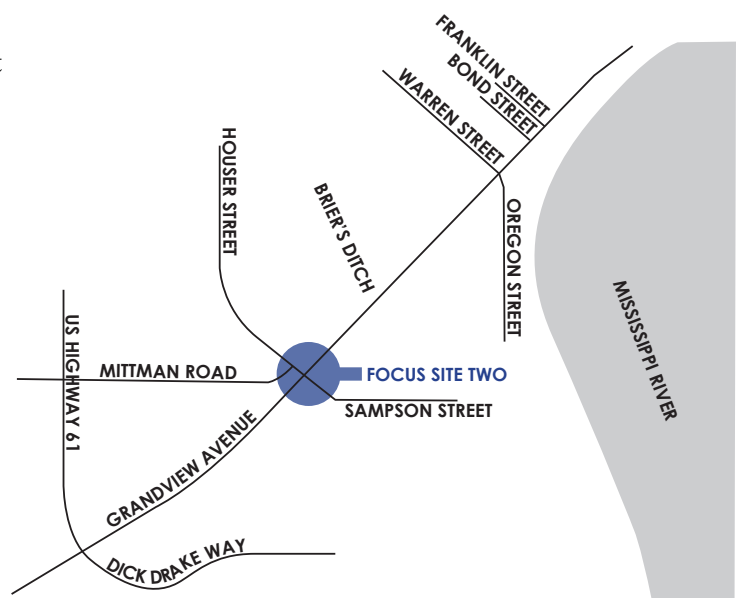 FRANKLIN STREET
BOND STREET
WARREN STREET
HOUSER STREET
BRIER'S DITCH
OREGON STREET
MISSISSIPPI RIVER
US HIGHWAY 61
MITTMAN ROAD
FOCUS SITE TWO
SAMPSON STREET
GRANDVIEW AVENUE
DICK DRAKE WAY